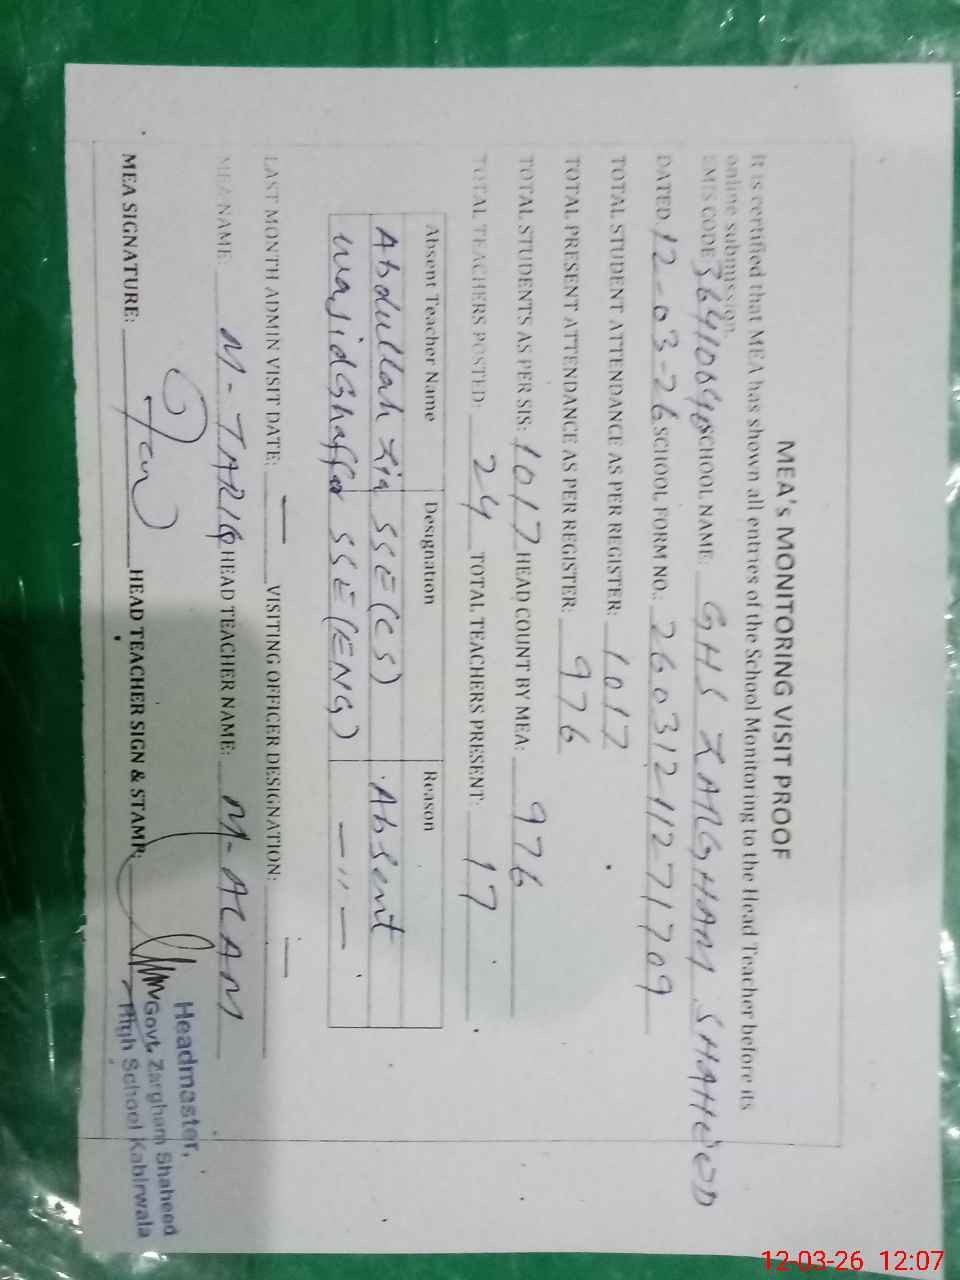 MEA's MONITORING VISIT PROOF
It is certified that MEA has shown all entries of the School Monitoring to the Head Teacher before its
online submission.
EMIS CODE 36410640 SCHOOL NAME: GHS ZARGHAM SHAHEED
DATED: 12-03-26 SCHOOL FORM NO.: 26031211271709
TOTAL STUDENT ATTENDANCE AS PER REGISTER: 1017
TOTAL PRESENT ATTENDANCE AS PER REGISTER: 976
TOTAL STUDENTS AS PER SIS: 1017 HEAD COUNT BY MEA: 976
TOTAL TEACHERS POSTED: 24 TOTAL TEACHERS PRESENT: 17
Absent Teacher Name Designation Reason
Abdullah Zia SSE(CS) Absent
Wajid Ghaffar SSE(ENG) -"-
LAST MONTH ADMIN VISIT DATE: — VISITING OFFICER DESIGNATION: —
MEA NAME: M-TARIQ HEAD TEACHER NAME: M-ALAM
MEA SIGNATURE: HEAD TEACHER SIGN & STAMP:
Headmaster,
Govt. Zargham Shaheed
High School Kabirwala
12-03-26 12:07